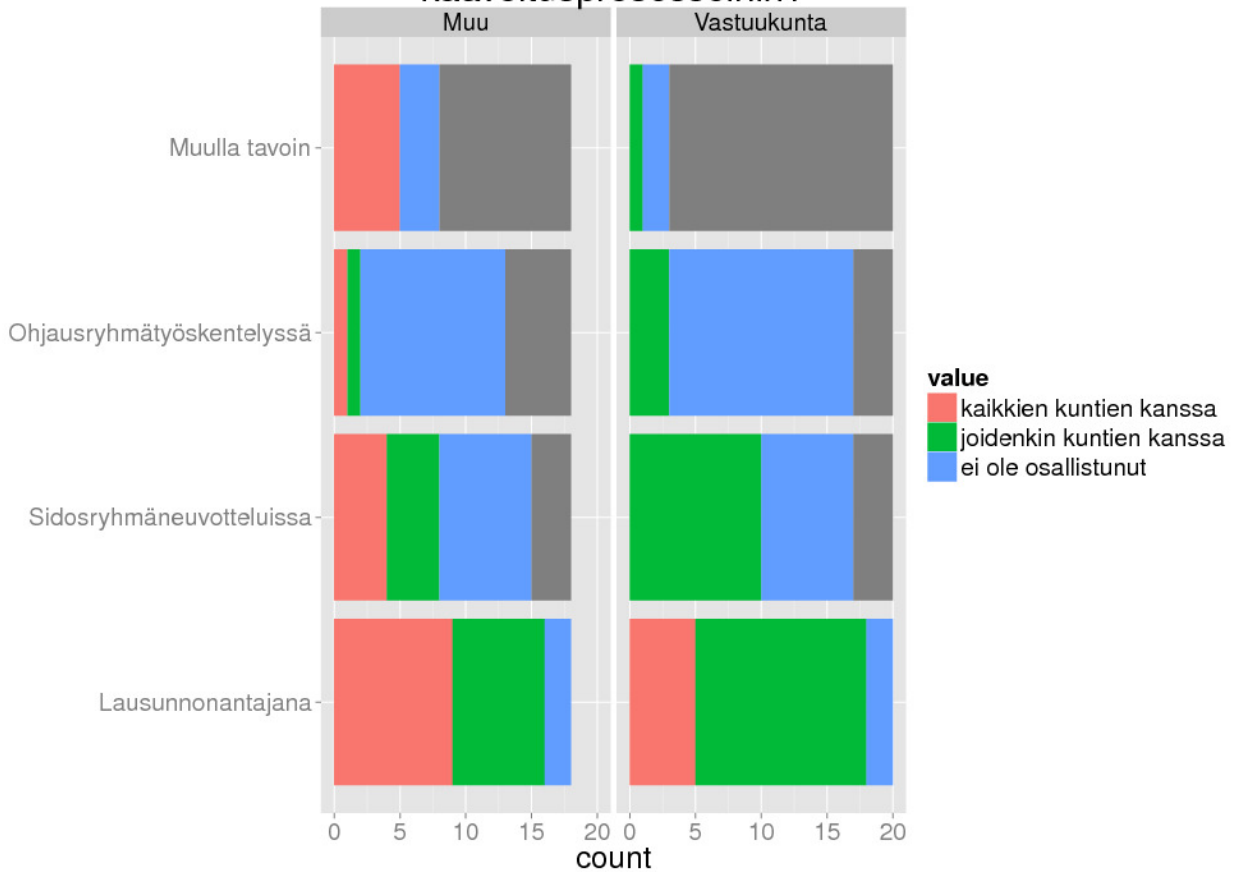 Muu
Vastuukunta
Muulla tavoin
Ohjausryhmätyöskentelyssä
Sidosryhmäneuvotteluissa
Lausunnonantajana
0 5 10 15 20 0 5 10 15 20
count
value
kaikkien kuntien kanssa
joidenkin kuntien kanssa
ei ole osallistunut